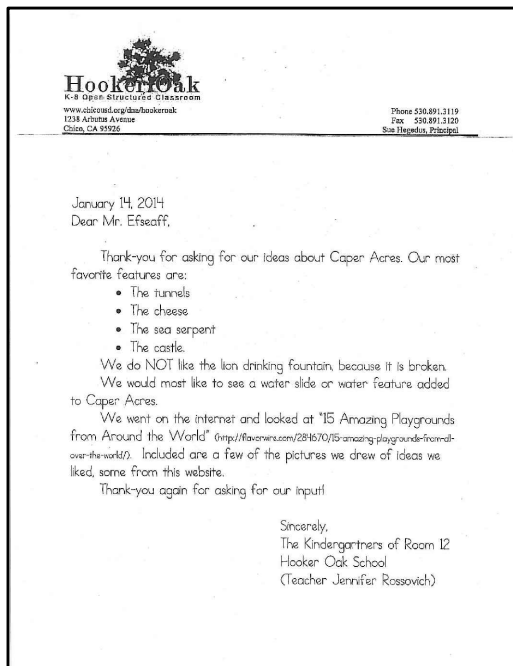 Hooker Oak
K-8 Open Structured Classroom
www.chicousd.org/dna/hookeroak
1238 Arbutus Avenue
Chico, CA 95926
Phone 530.891.3119
Fax 530.891.3120
Sue Hegedus, Principal
January 14, 2014
Dear Mr. Efseaff,
Thank-you for asking for our ideas about Caper Acres. Our most
favorite features are:
• The tunnels
• The cheese
• The sea serpent
• The castle.
We do NOT like the lion drinking fountain, because it is broken.
We would most like to see a water slide or water feature added
to Caper Acres.
We went on the internet and looked at "15 Amazing Playgrounds
from Around the World" (http://flavorwire.com/284670/15-amazing-playgrounds-from-all-
over-the-world/). Included are a few of the pictures we drew of ideas we
liked, some from this website.
Thank-you again for asking for our input!
Sincerely,
The Kindergartners of Room 12
Hooker Oak School
(Teacher Jennifer Rossovich)